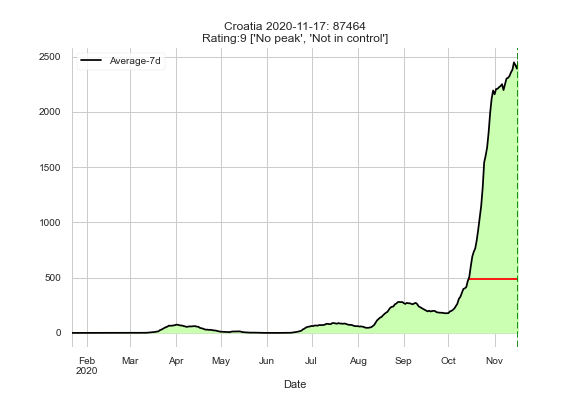 Croatia 2020-11-17: 87464
Rating:9 ['No peak', 'Not in control']
Average-7d
2500
2000
1500
1000
500
0
Feb Mar Apr May Jun Jul Aug Sep Oct Nov
2020
Date